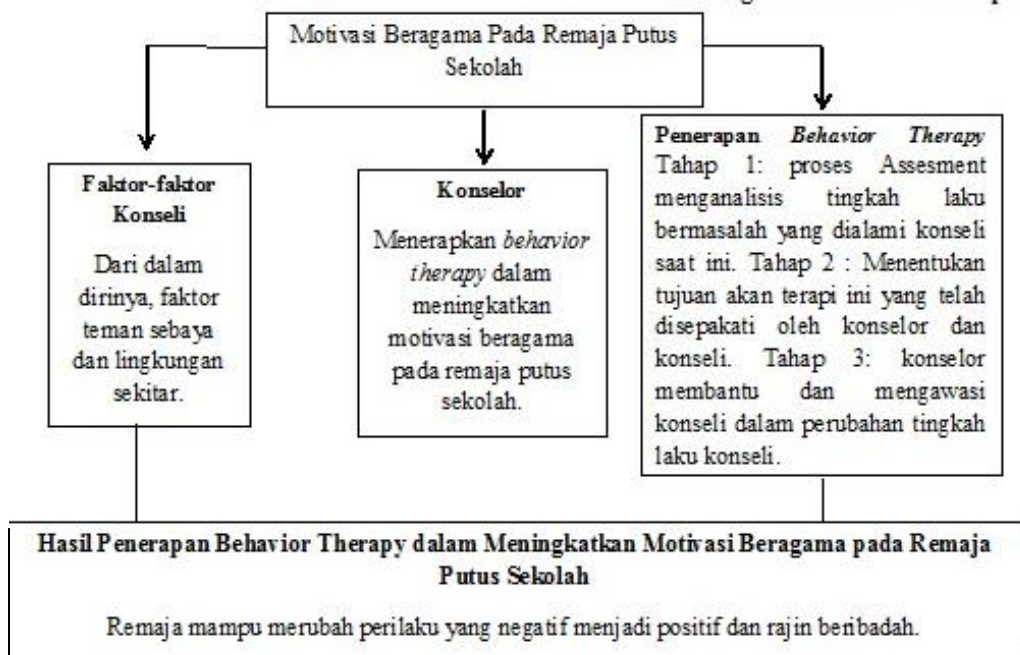 Motivasi Beragama Pada Remaja Putus
Sekolah
Faktor-faktor
Konseli
Dari dalam
dirinya, faktor
teman sebaya
dan lingkungan
sekitar.
Konselor
Menerapkan behavior
therapy dalam
meningkatkan
motivasi beragama
pada remaja putus
sekolah.
Penerapan Behavior Therapy
Tahap 1: proses Assesment
menganalisis tingkah laku
bermasalah yang dialami konseli
saat ini. Tahap 2 : Menentukan
tujuan akan terapi ini yang telah
disepakati oleh konselor dan
konseli. Tahap 3: konselor
membantu dan mengawasi
konseli dalam perubahan tingkah
laku konseli.
Hasil Penerapan Behavior Therapy dalam Meningkatkan Motivasi Beragama pada Remaja
Putus Sekolah
Remaja mampu merubah perilaku yang negatif menjadi positif dan rajin beribadah.